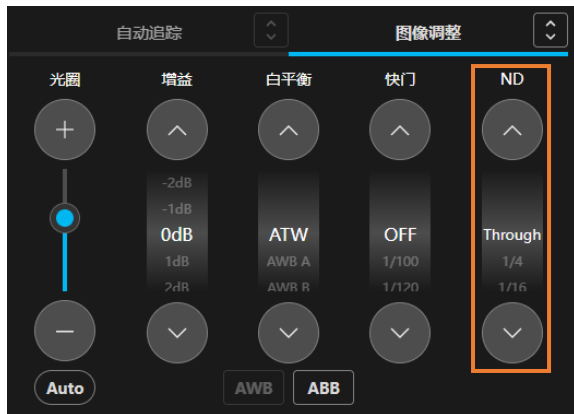 自动追踪 图像调整
光圈 增益 白平衡 快门 ND
-2dB
-1dB
0dB ATW OFF Through
1dB AWB A 1/100 1/4
2dB AWB B 1/120 1/16
Auto AWB ABB